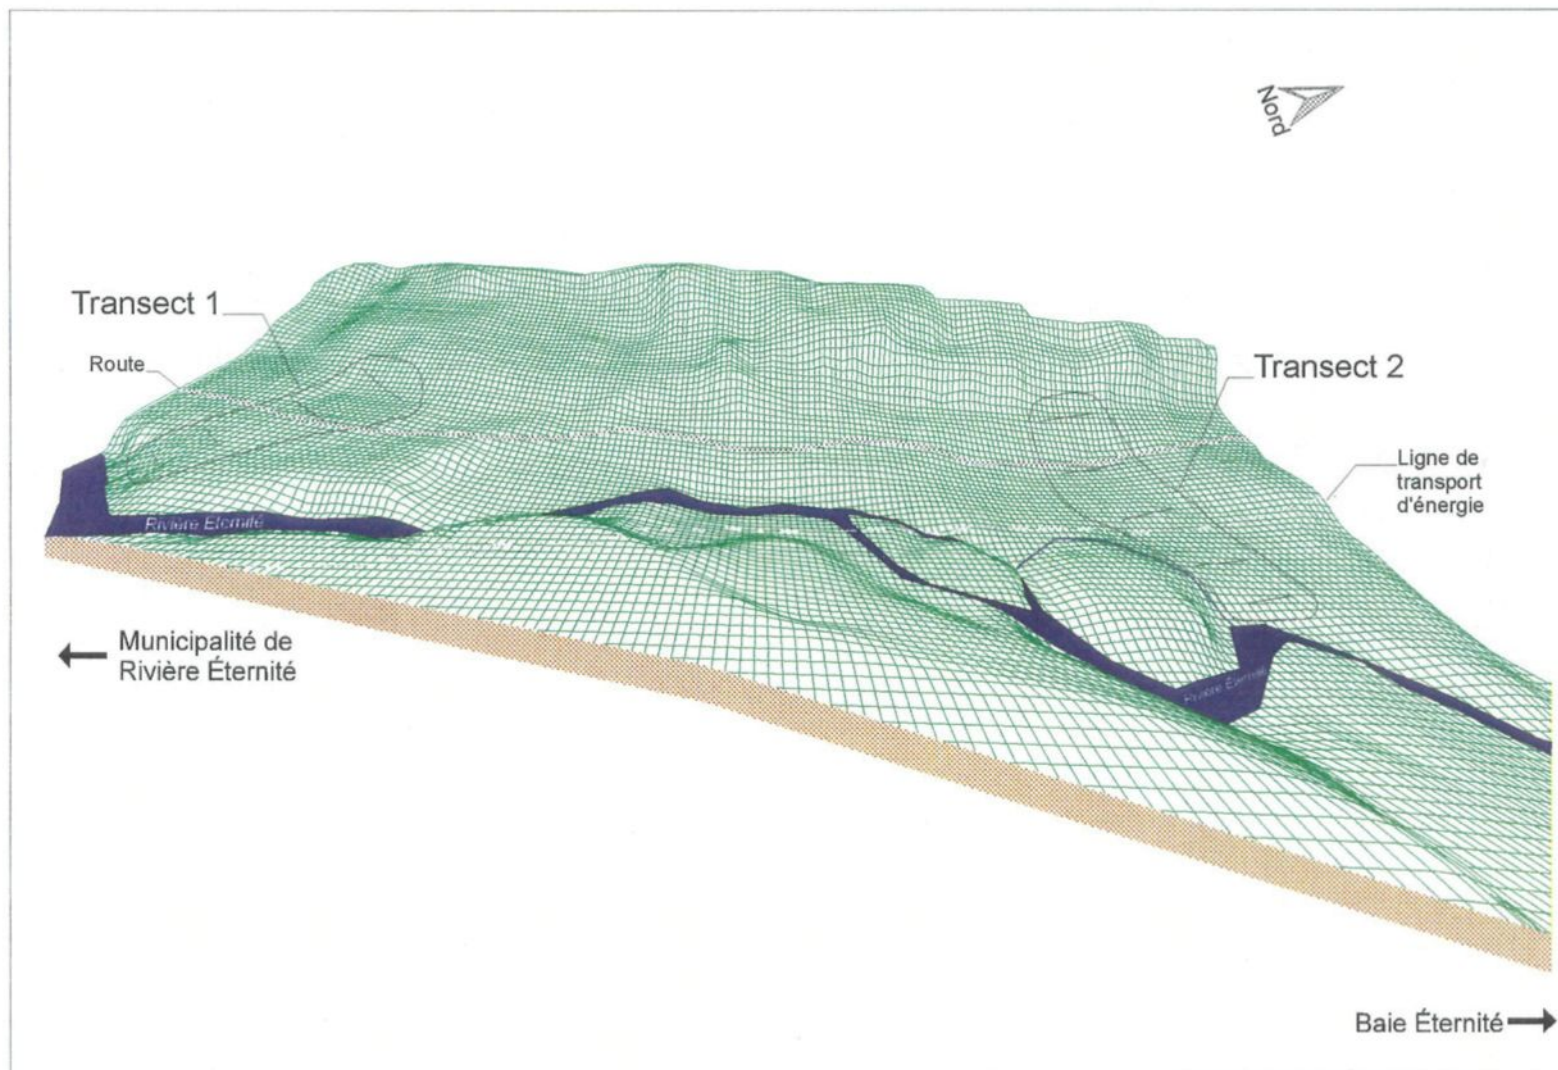 Nord
Transect 1
Route
Transect 2
Ligne de
transport
d'énergie
Rivière Éternité
Rivière Éternité
Municipalité de
Rivière Éternité
Baie Éternité